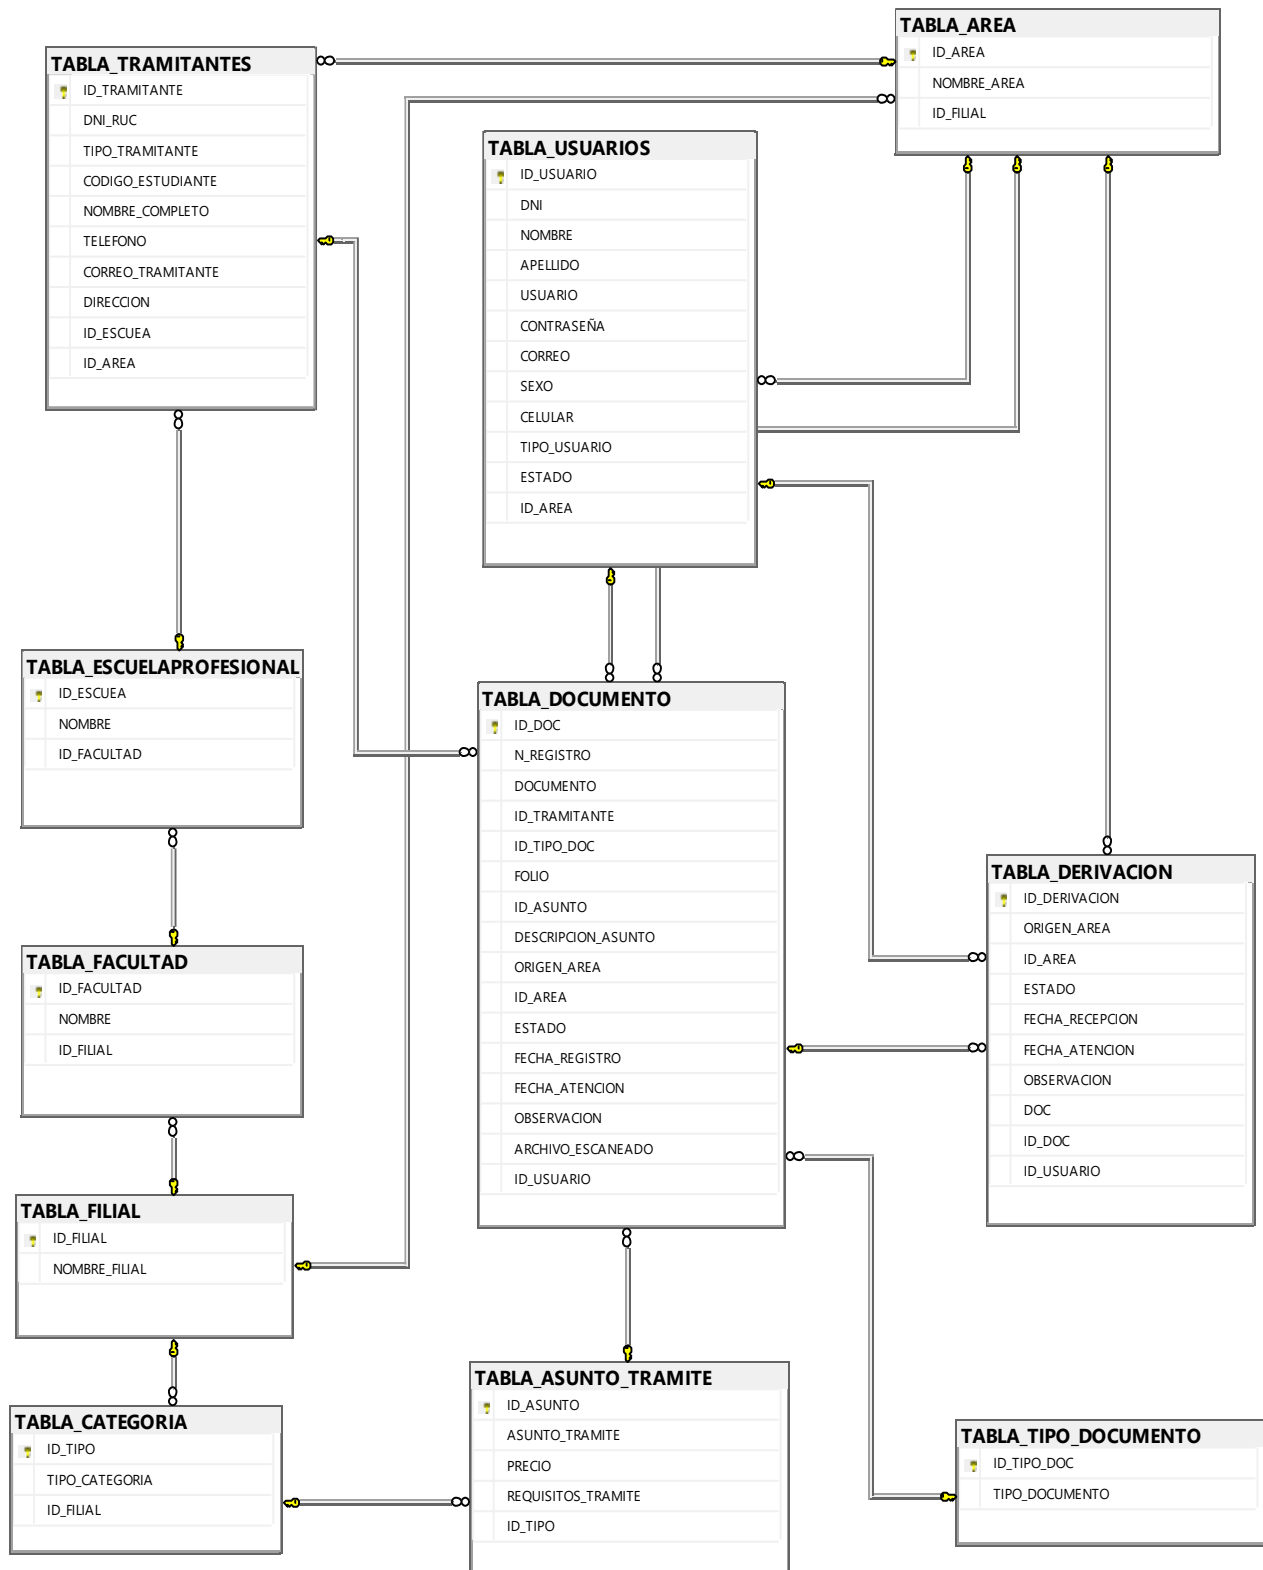 TABLA_TRAMITANTES
ID_TRAMITANTE
DNI_RUC
TIPO_TRAMITANTE
CODIGO_ESTUDIANTE
NOMBRE_COMPLETO
TELEFONO
CORREO_TRAMITANTE
DIRECCION
ID_ESCUEA
ID_AREA
TABLA_AREA
ID_AREA
NOMBRE_AREA
ID_FILIAL
TABLA_USUARIOS
ID_USUARIO
DNI
NOMBRE
APELLIDO
USUARIO
CONTRASEÑA
CORREO
SEXO
CELULAR
TIPO_USUARIO
ESTADO
ID_AREA
TABLA_ESCUELAPROFESIONAL
ID_ESCUEA
NOMBRE
ID_FACULTAD
TABLA_DOCUMENTO
ID_DOC
N_REGISTRO
DOCUMENTO
ID_TRAMITANTE
ID_TIPO_DOC
FOLIO
ID_ASUNTO
DESCRIPCION_ASUNTO
ORIGEN_AREA
ID_AREA
ESTADO
FECHA_REGISTRO
FECHA_ATENCION
OBSERVACION
ARCHIVO_ESCANEADO
ID_USUARIO
TABLA_DERIVACION
ID_DERIVACION
ORIGEN_AREA
ID_AREA
ESTADO
FECHA_RECEPCION
FECHA_ATENCION
OBSERVACION
DOC
ID_DOC
ID_USUARIO
TABLA_FACULTAD
ID_FACULTAD
NOMBRE
ID_FILIAL
TABLA_FILIAL
ID_FILIAL
NOMBRE_FILIAL
TABLA_CATEGORIA
ID_TIPO
TIPO_CATEGORIA
ID_FILIAL
TABLA_ASUNTO_TRAMITE
ID_ASUNTO
ASUNTO_TRAMITE
PRECIO
REQUISITOS_TRAMITE
ID_TIPO
TABLA_TIPO_DOCUMENTO
ID_TIPO_DOC
TIPO_DOCUMENTO